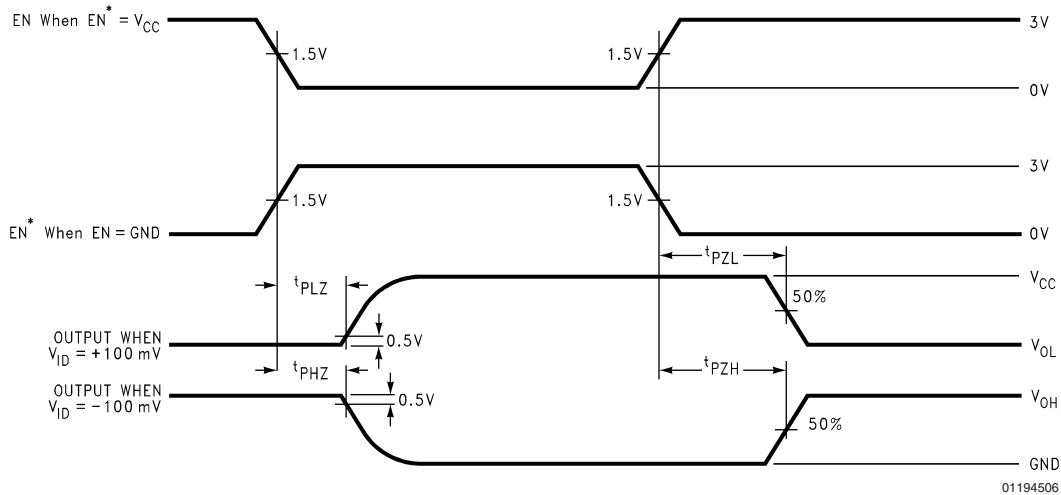 EN When EN* = VCC
3V
1.5V
1.5V
0V
3V
1.5V
1.5V
EN* When EN = GND
0V
tPZL
VCC
tPLZ
50%
0.5V
OUTPUT WHEN
VID = +100 mV
VOL
tPHZ
tPZH
OUTPUT WHEN
VID = −100 mV
0.5V
VOH
50%
GND
01194506